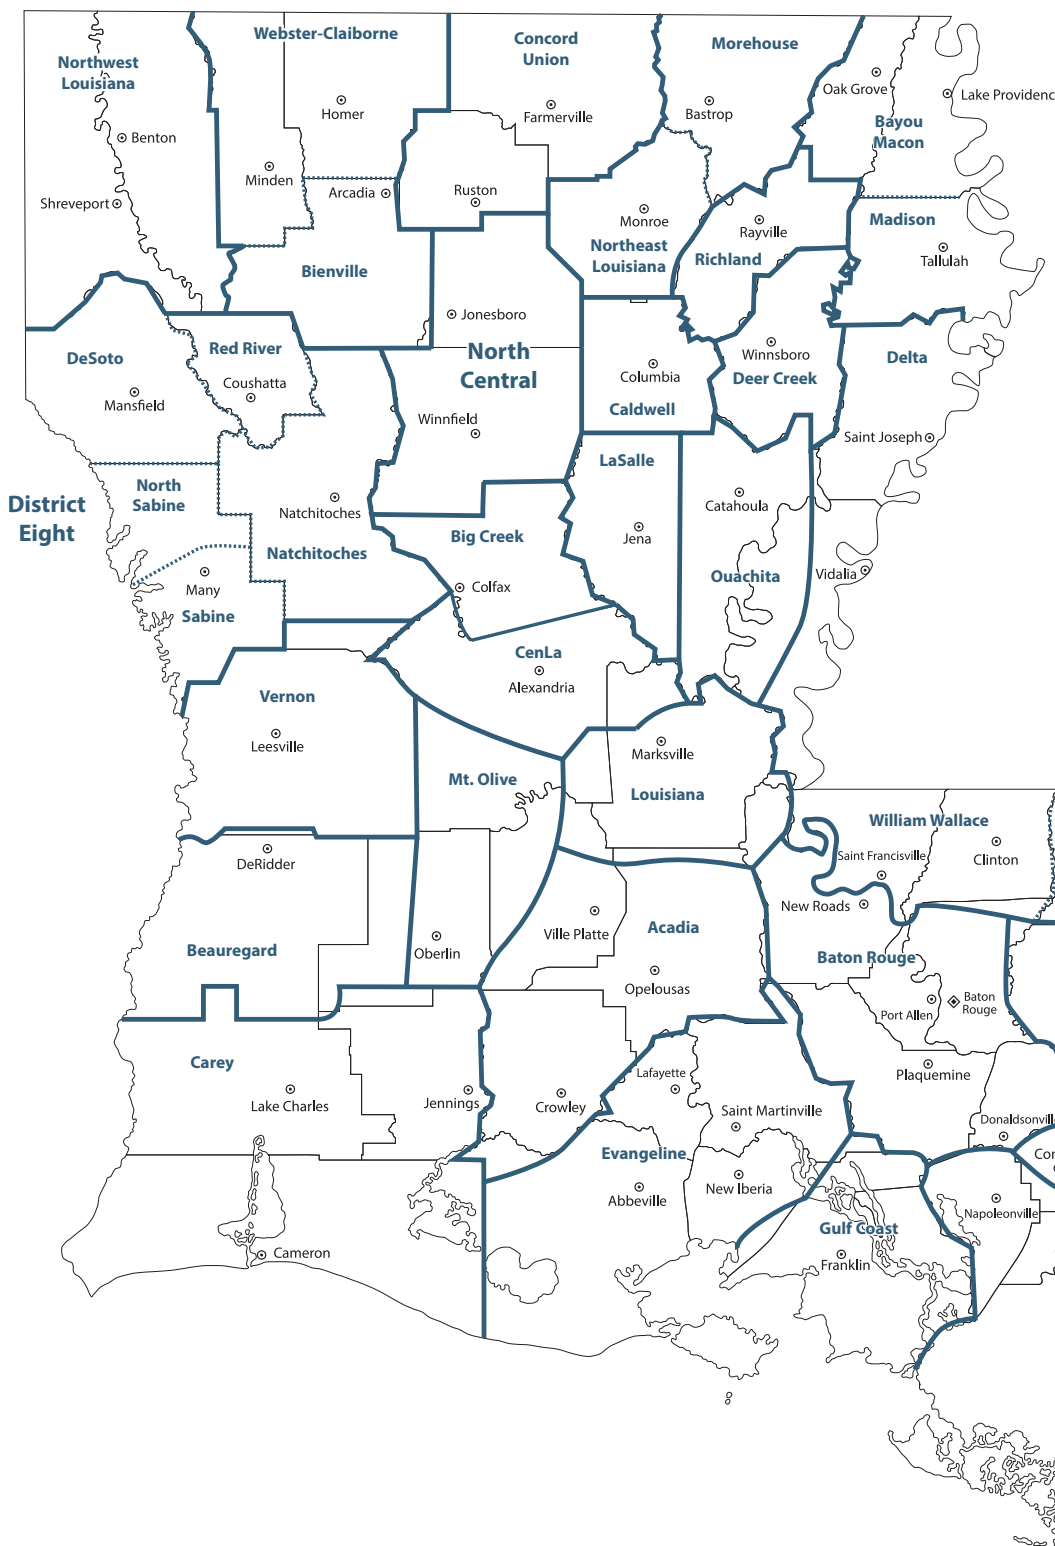 Webster-Claiborne
Concord
Union
Morehouse
Northwest
Louisiana
Oak Grove
Lake Providenc
Homer
Farmerville
Bastrop
Bayou
Macon
Benton
Minden
Arcadia
Ruston
Shreveport
Monroe
Rayville
Madison
Northeast
Louisiana
Richland
Tallulah
Bienville
Jonesboro
North
Central
Winnsboro
Deer Creek
Delta
DeSoto
Red River
Coushatta
Columbia
Mansfield
Caldwell
Winnfield
Saint Joseph
LaSalle
North
Sabine
District
Eight
Natchitoches
Catahoula
Big Creek
Jena
Natchitoches
Many
Colfax
Ouachita
Vidalia
Sabine
CenLa
Alexandria
Vernon
Leesville
Marksville
Mt. Olive
Louisiana
William Wallace
DeRidder
Saint Francisville
Clinton
New Roads
Ville Platte
Acadia
Beauregard
Oberlin
Baton Rouge
Opelousas
Port Allen
Baton
Rouge
Carey
Lafayette
Plaquemine
Lake Charles
Jennings
Crowley
Saint Martinville
Donaldsonvill
Evangeline
Con
New Iberia
Abbeville
Napoleonville
Gulf Coast
Cameron
Franklin